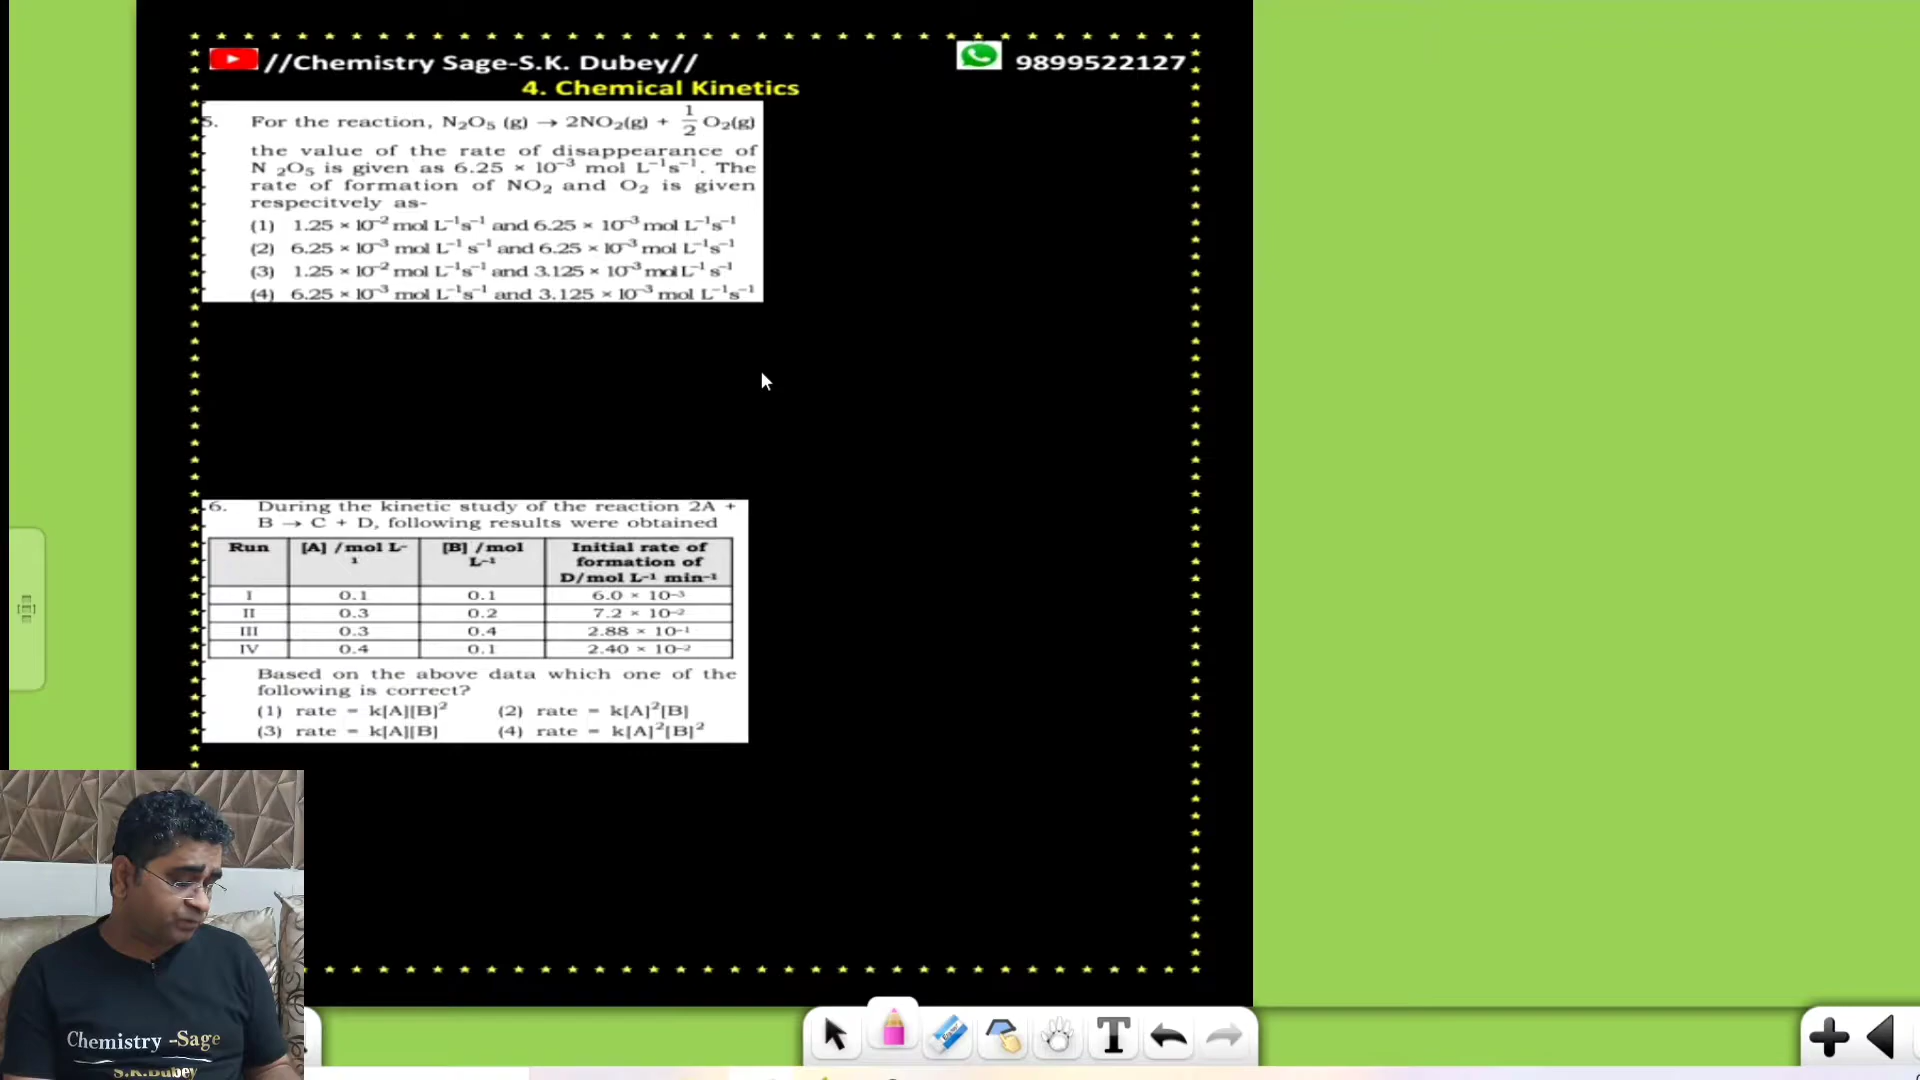 //Chemistry Sage-S.K. Dubey//
9899522127
4. Chemical Kinetics
5. For the reaction, N₂O₅ (g) → 2NO₂(g) + 1/2 O₂(g)
the value of the rate of disappearance of
N ₂O₅ is given as 6.25 × 10⁻³ mol L⁻¹s⁻¹. The
rate of formation of NO₂ and O₂ is given
respecitvely as-
(1) 1.25 × 10⁻² mol L⁻¹s⁻¹ and 6.25 × 10⁻³ mol L⁻¹s⁻¹
(2) 6.25 × 10⁻³ mol L⁻¹ s⁻¹ and 6.25 × 10⁻³ mol L⁻¹s⁻¹
(3) 1.25 × 10⁻² mol L⁻¹s⁻¹ and 3.125 × 10⁻³ mol L⁻¹ s⁻¹
(4) 6.25 × 10⁻³ mol L⁻¹s⁻¹ and 3.125 × 10⁻³ mol L⁻¹s⁻¹
6. During the kinetic study of the reaction 2A +
B → C + D, following results were obtained
Run [A] /mol L⁻¹ [B] /mol L⁻¹ Initial rate of formation of D/mol L⁻¹ min⁻¹
I 0.1 0.1 6.0 × 10⁻³
II 0.3 0.2 7.2 × 10⁻²
III 0.3 0.4 2.88 × 10⁻¹
IV 0.4 0.1 2.40 × 10⁻²
Based on the above data which one of the
following is correct?
(1) rate = k[A][B]² (2) rate = k[A]²[B]
(3) rate = k[A][B] (4) rate = k[A]²[B]²
Chemistry -Sage
S.K.Dubey
T